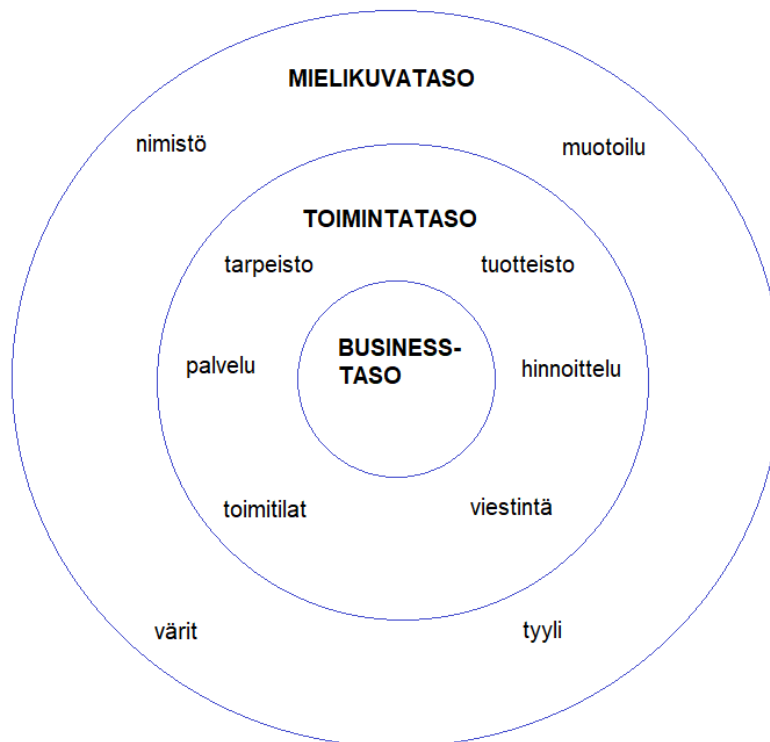 MIELIKUVATASO
nimistö
muotoilu
TOIMINTATASO
tarpeisto
tuotteisto
BUSINESS-
TASO
palvelu
hinnoittelu
toimitilat
viestintä
värit
tyyli